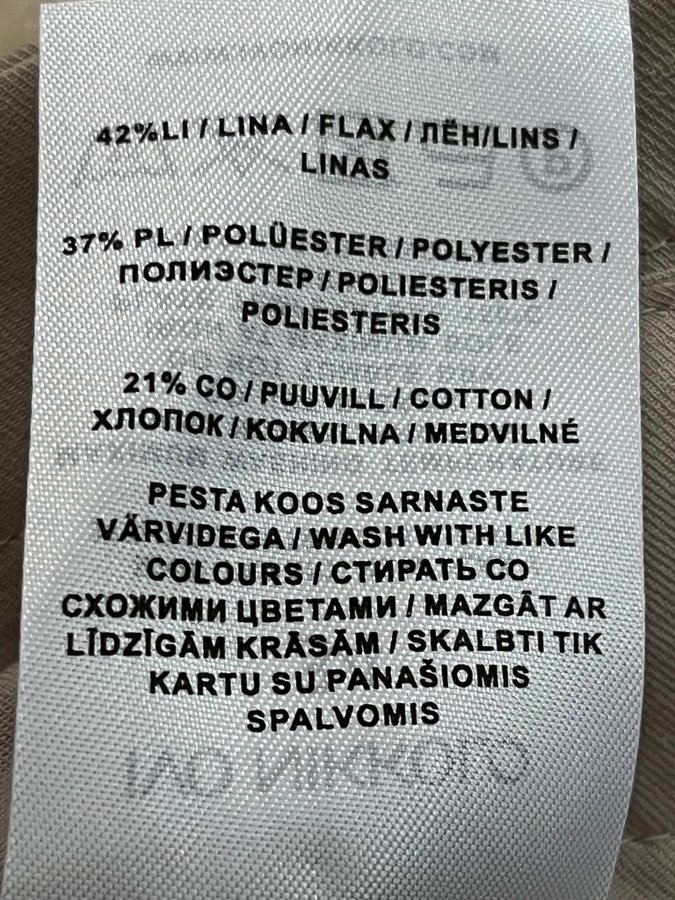 42% LI / LINA / FLAX / ЛЁН/LINS /
LINAS
37% PL / POLÜESTER / POLYESTER /
ПОЛИЭСТЕР / POLIESTERIS /
POLIESTERIS
21% CO / PUUVILL / COTTON /
ХЛОПОК / KOKVILNA / MEDVILNÉ
PESTA KOOS SARNASTE
VÄRVIDEGA / WASH WITH LIKE
COLOURS / СТИРАТЬ СО
СХОЖИМИ ЦВЕТАМИ / MAZGĀT AR
LĪDZĪGĀM KRĀSĀM / SKALBTI TIK
KARTU SU PANAŠIOMIS
SPALVOMIS